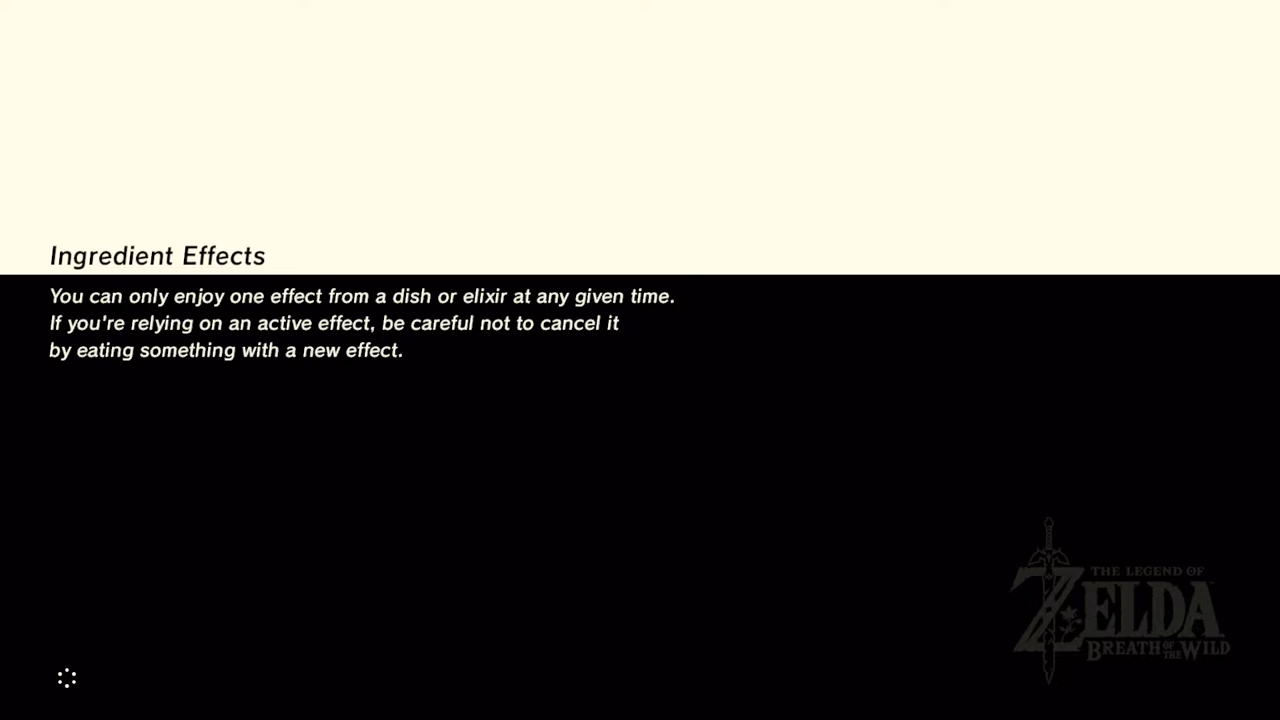 Ingredient Effects
You can only enjoy one effect from a dish or elixir at any given time.
If you're relying on an active effect, be careful not to cancel it
by eating something with a new effect.
THE LEGEND OF
ZELDA
BREATH OF THE WILD